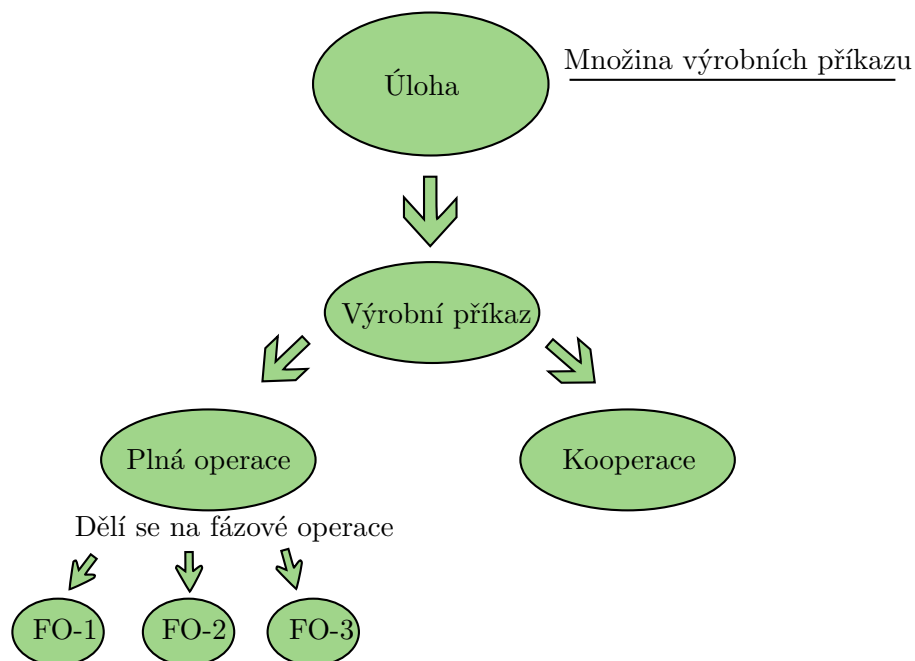 Úloha
Množina výrobních příkazu
Výrobní příkaz
Plná operace
Kooperace
Dělí se na fázové operace
FO-1
FO-2
FO-3